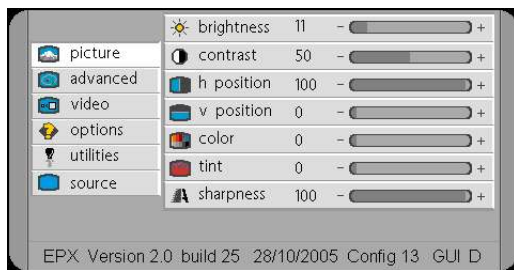 brightness 11 - +
picture
contrast 50 - +
advanced
h position 100 - +
video
v position 0 - +
options
color 0 - +
utilities
tint 0 - +
source
sharpness 100 - +
EPX Version 2.0 build 25 28/10/2005 Config 13 GUI D